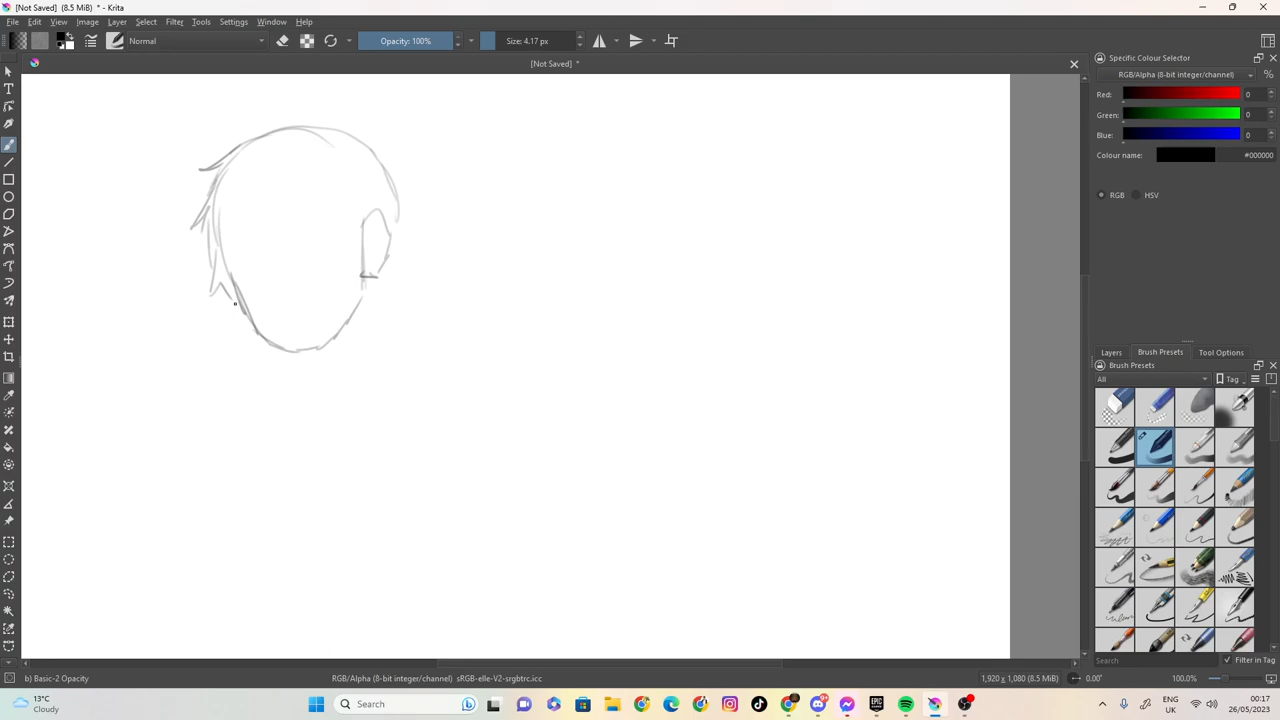 [Not Saved] (8.5 MiB) * - Krita
File Edit View Image Layer Select Filter Tools Settings Window Help
Normal Opacity: 100% Size: 4.17 px
[Not Saved] *
Specific Colour Selector
RGB/Alpha (8-bit integer/channel) %
Red: 0
Green: 0
Blue: 0
Colour name: #000000
RGB HSV
Layers Brush Presets Tool Options
Brush Presets
All Tag
Search Filter in Tag
b) Basic-2 Opacity RGB/Alpha (8-bit integer/channel) sRGB-elle-V2-srgbtrc.icc 1,920 x 1,080 (8.5 MiB) 0.00° 100.0%
13°C
Cloudy
Search
ENG
UK
00:17
26/05/2023